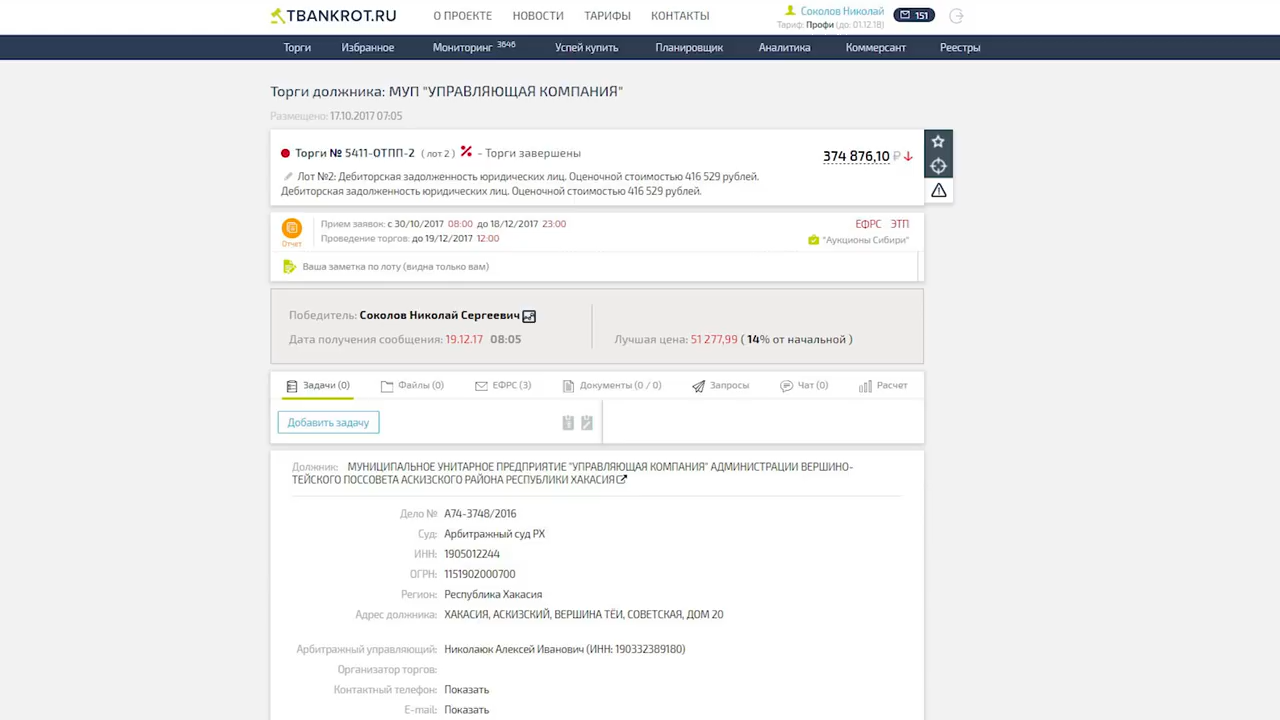 TBANKROT.RU О ПРОЕКТЕ НОВОСТИ ТАРИФЫ КОНТАКТЫ Соколов Николай 151
Тариф: Профи (до: 01.12.18)
Торги Избранное Мониторинг 3646 Успей купить Планировщик Аналитика Коммерсант Реестры
Торги должника: МУП "УПРАВЛЯЮЩАЯ КОМПАНИЯ"
Размещено: 17.10.2017 07:05
Торги № 5411-ОТПП-2 ( лот 2 ) - Торги завершены 374 876,10 ₽
Лот №2: Дебиторская задолженность юридических лиц. Оценочной стоимостью 416 529 рублей.
Дебиторская задолженность юридических лиц. Оценочной стоимостью 416 529 рублей.
Отчет
Прием заявок: с 30/10/2017 08:00 до 18/12/2017 23:00 ЕФРС ЭТП
Проведение торгов: до 19/12/2017 12:00 "Аукционы Сибири"
Ваша заметка по лоту (видна только вам)
Победитель: Соколов Николай Сергеевич
Дата получения сообщения: 19.12.17 08:05 Лучшая цена: 51 277,99 ( 14% от начальной )
Задачи (0) Файлы (0) ЕФРС (3) Документы (0 / 0) Запросы Чат (0) Расчет
Добавить задачу
Должник: МУНИЦИПАЛЬНОЕ УНИТАРНОЕ ПРЕДПРИЯТИЕ "УПРАВЛЯЮЩАЯ КОМПАНИЯ" АДМИНИСТРАЦИИ ВЕРШИНО-
ТЕЙСКОГО ПОССОВЕТА АСКИЗСКОГО РАЙОНА РЕСПУБЛИКИ ХАКАСИЯ
Дело № А74-3748/2016
Суд: Арбитражный суд РХ
ИНН: 1905012244
ОГРН: 1151902000700
Регион: Республика Хакасия
Адрес должника: ХАКАСИЯ, АСКИЗСКИЙ, ВЕРШИНА ТЁИ, СОВЕТСКАЯ, ДОМ 20
Арбитражный управляющий: Николаюк Алексей Иванович (ИНН: 190332389180)
Организатор торгов:
Контактный телефон: Показать
E-mail: Показать